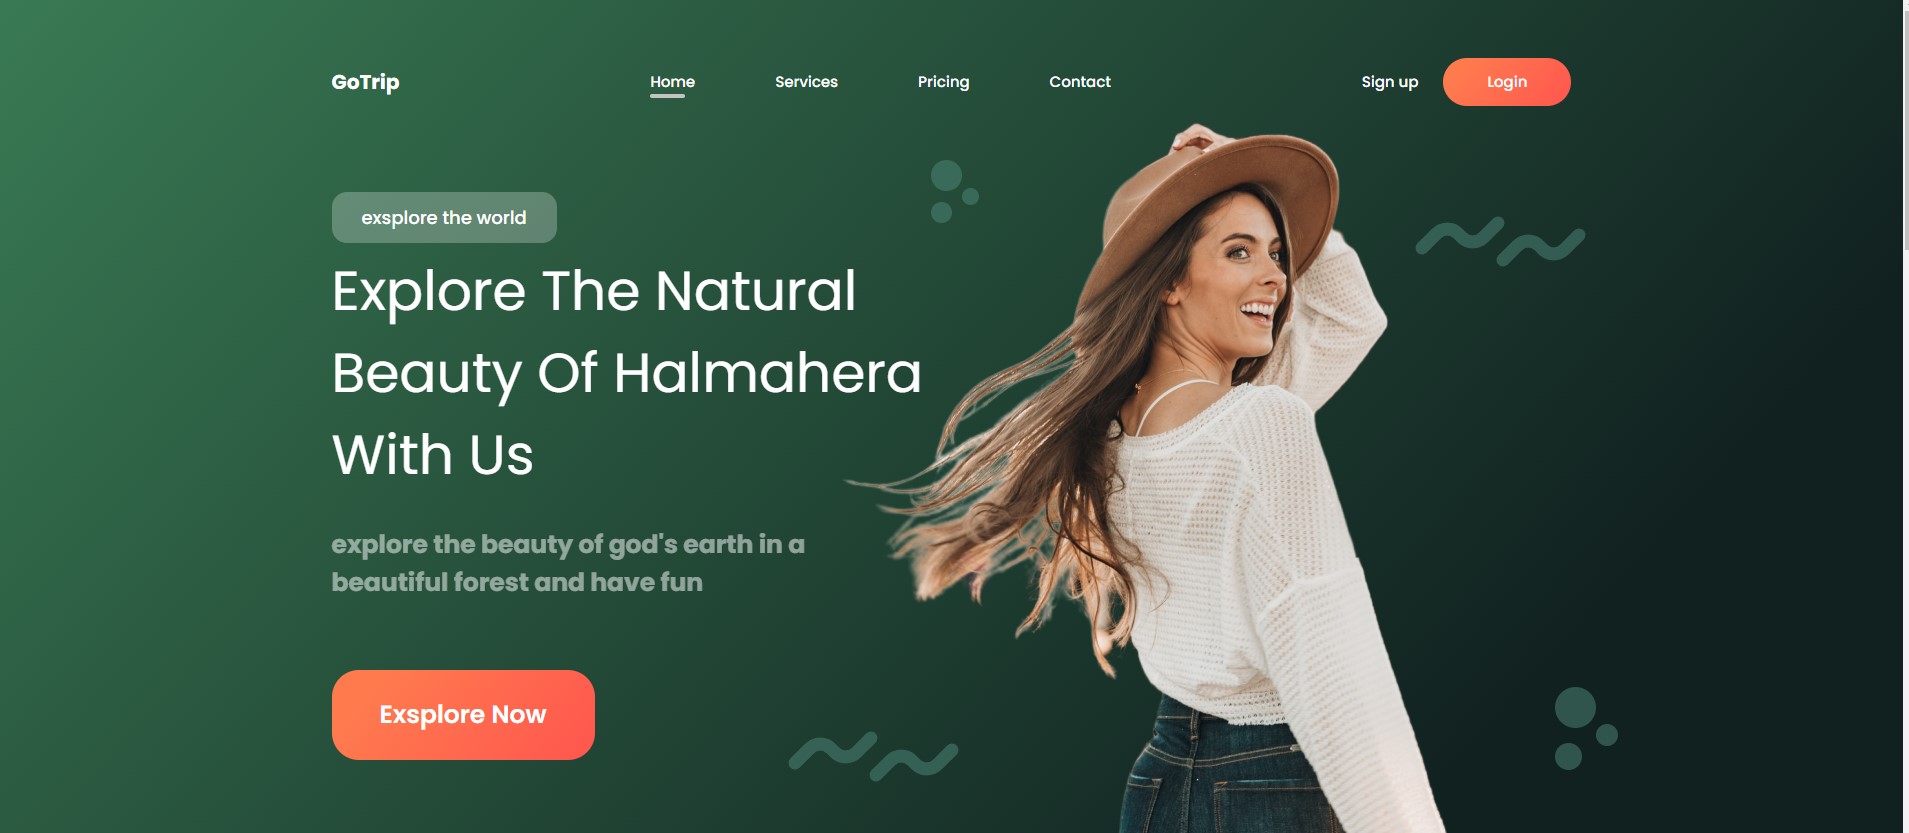 GoTrip
Home
Services
Pricing
Contact
Sign up
Login
exsplore the world
Explore The Natural
Beauty Of Halmahera
With Us
explore the beauty of god's earth in a
beautiful forest and have fun
Exsplore Now